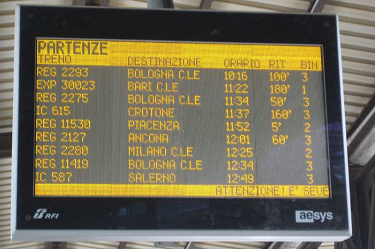 PARTENZE
TRENO DESTINAZIONE ORARIO RIT BIN
REG 2293 BOLOGNA C.LE 10:16 100' 3
EXP 30023 BARI C.LE 11:22 180' 1
REG 2275 BOLOGNA C.LE 11:34 50' 3
IC 615 CROTONE 11:37 160' 3
REG 11530 PIACENZA 11:52 5' 2
REG 2127 ANCONA 12:01 60' 3
REG 2280 MILANO C.LE 12:25 2
REG 11419 BOLOGNA C.LE 12:34 3
IC 587 SALERNO 12:49 3
ATTENZIONE! E' SEVE
RFI aesys